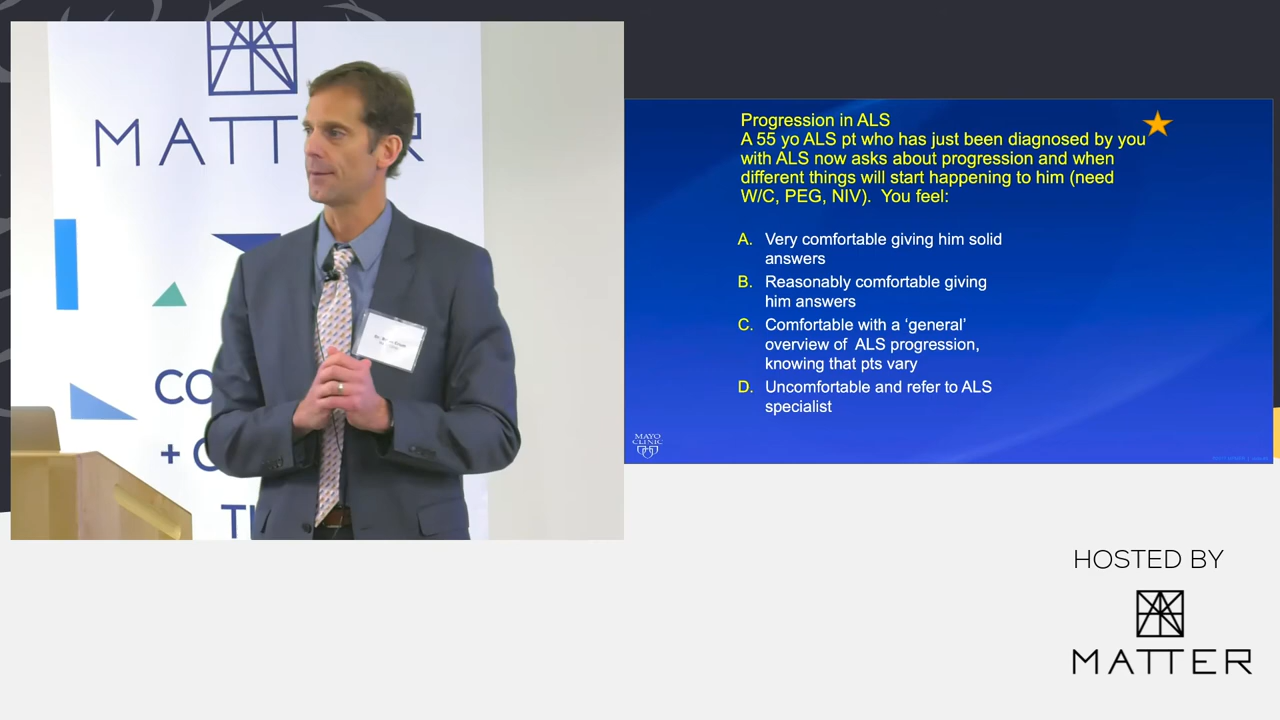 MATTER
CO
+ C
TI
Dr.
Progression in ALS
A 55 yo ALS pt who has just been diagnosed by you
with ALS now asks about progression and when
different things will start happening to him (need
W/C, PEG, NIV).  You feel:
A. Very comfortable giving him solid
answers
B. Reasonably comfortable giving
him answers
C. Comfortable with a ‘general’
overview of  ALS progression,
knowing that pts vary
D. Uncomfortable and refer to ALS
specialist
MAYO
CLINIC
HOSTED BY
MATTER